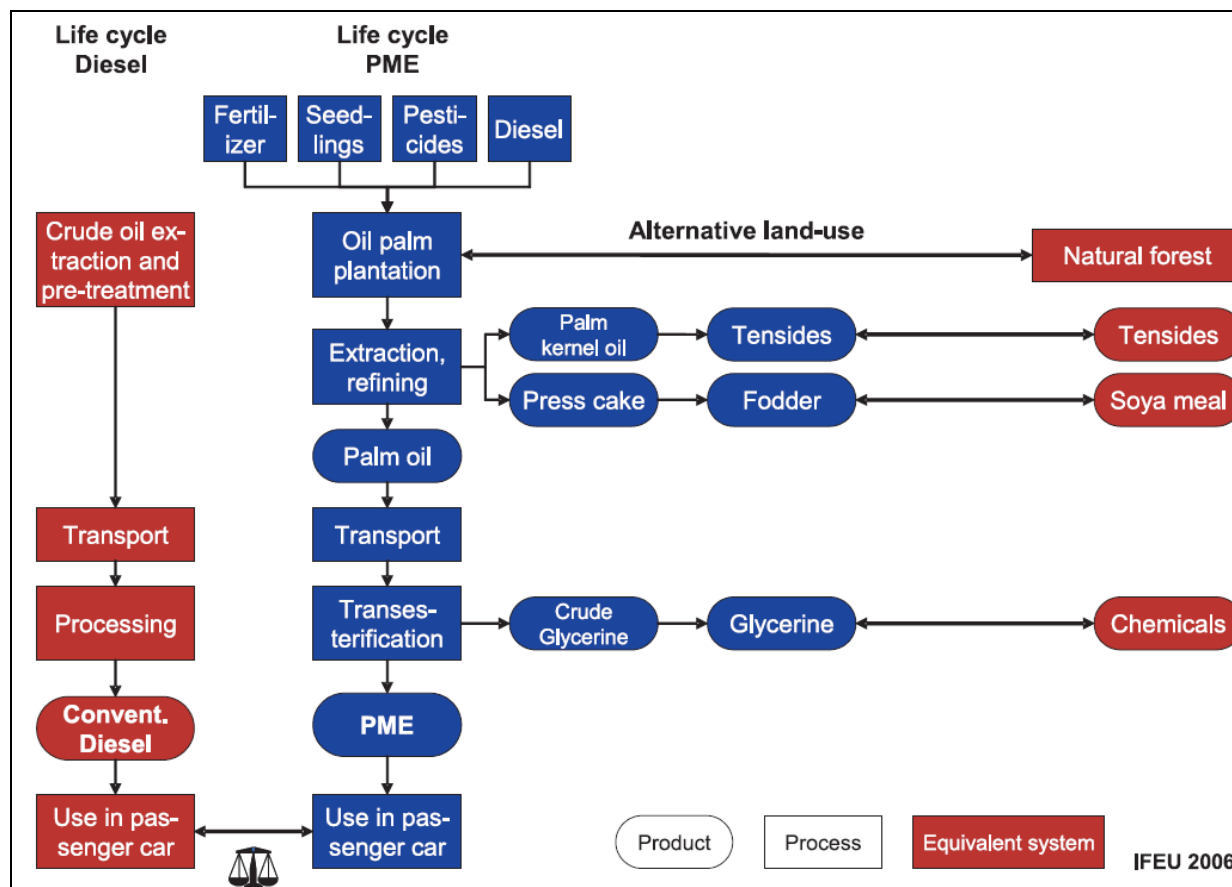 Life cycle
Diesel
Life cycle
PME
Fertil-
izer
Seed-
lings
Pesti-
cides
Diesel
Crude oil ex-
traction and
pre-treatment
Oil palm
plantation
Alternative land-use
Natural forest
Extraction,
refining
Palm
kernel oil
Tensides
Tensides
Press cake
Fodder
Soya meal
Palm oil
Transport
Transport
Processing
Transes-
terification
Crude
Glycerine
Glycerine
Chemicals
Convent.
Diesel
PME
Use in pas-
senger car
Use in pas-
senger car
Product
Process
Equivalent system
IFEU 2006